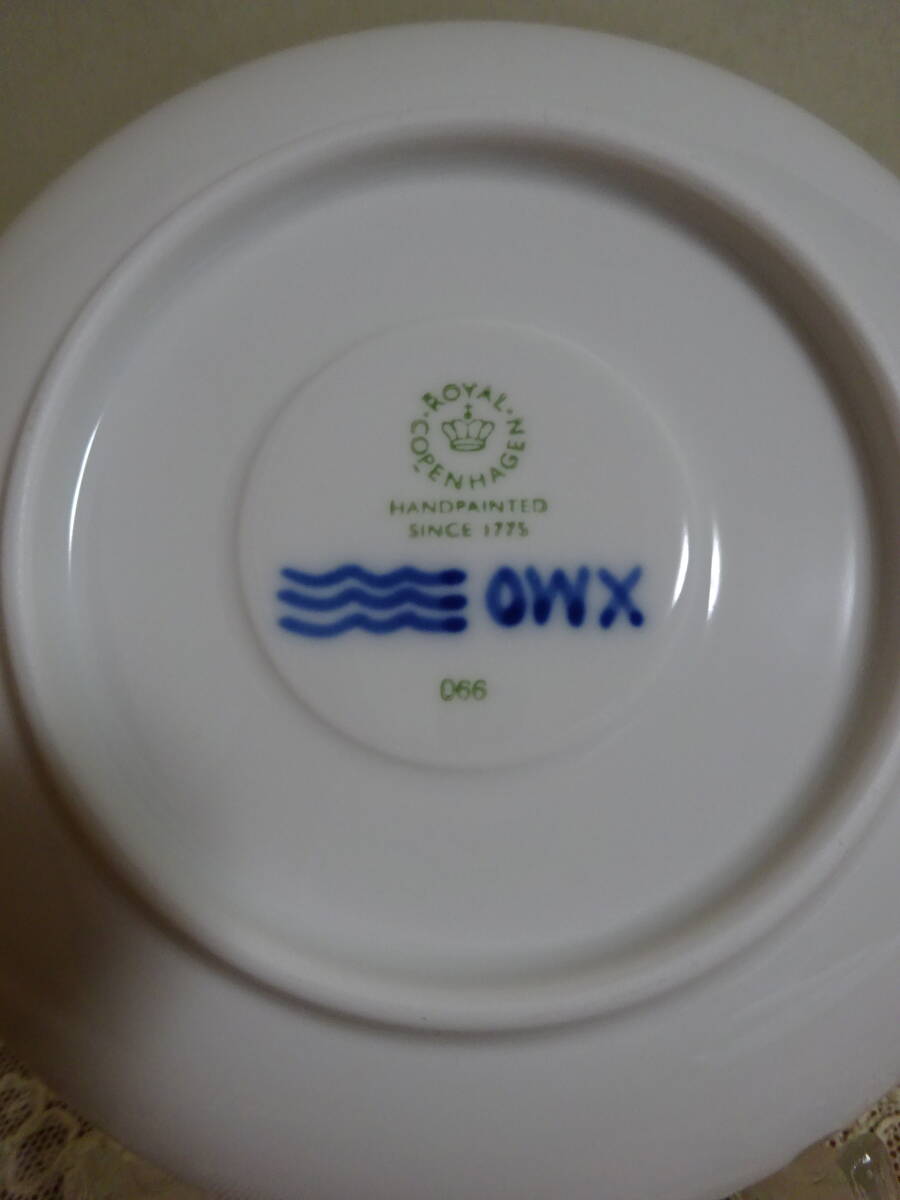 ROYAL COPENHAGEN
HANDPAINTED
SINCE 1775
OWX
066